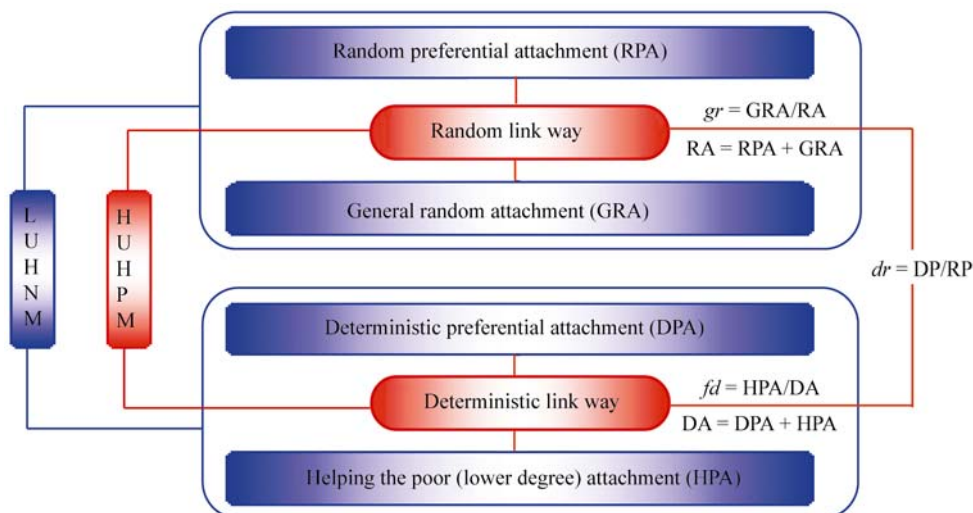 Random preferential attachment (RPA)
gr = GRA/RA
Random link way
RA = RPA + GRA
General random attachment (GRA)
LUHNM
HUHPM
dr = DP/RP
Deterministic preferential attachment (DPA)
fd = HPA/DA
Deterministic link way
DA = DPA + HPA
Helping the poor (lower degree) attachment (HPA)